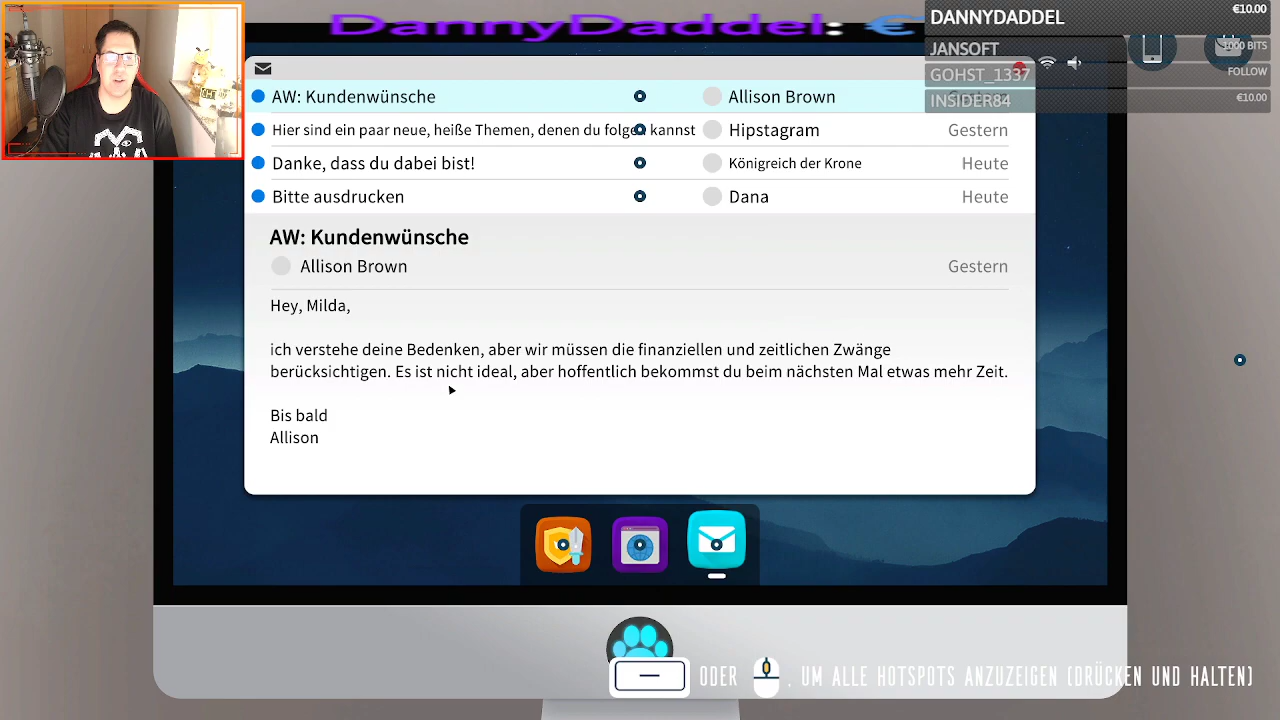 DannyDaddel: €
DANNYDADDEL €10.00
JANSOFT 1000 BITS
GOHST_1337 FOLLOW
INSIDER84 €10.00
AW: Kundenwünsche Allison Brown Gestern
Hier sind ein paar neue, heiße Themen, denen du folgen kannst Hipstagram Gestern
Danke, dass du dabei bist! Königreich der Krone Heute
Bitte ausdrucken Dana Heute
AW: Kundenwünsche
Allison Brown Gestern
Hey, Milda,
ich verstehe deine Bedenken, aber wir müssen die finanziellen und zeitlichen Zwänge
berücksichtigen. Es ist nicht ideal, aber hoffentlich bekommst du beim nächsten Mal etwas mehr Zeit.
Bis bald
Allison
ODER , UM ALLE HOTSPOTS ANZUZEIGEN (DRÜCKEN UND HALTEN)